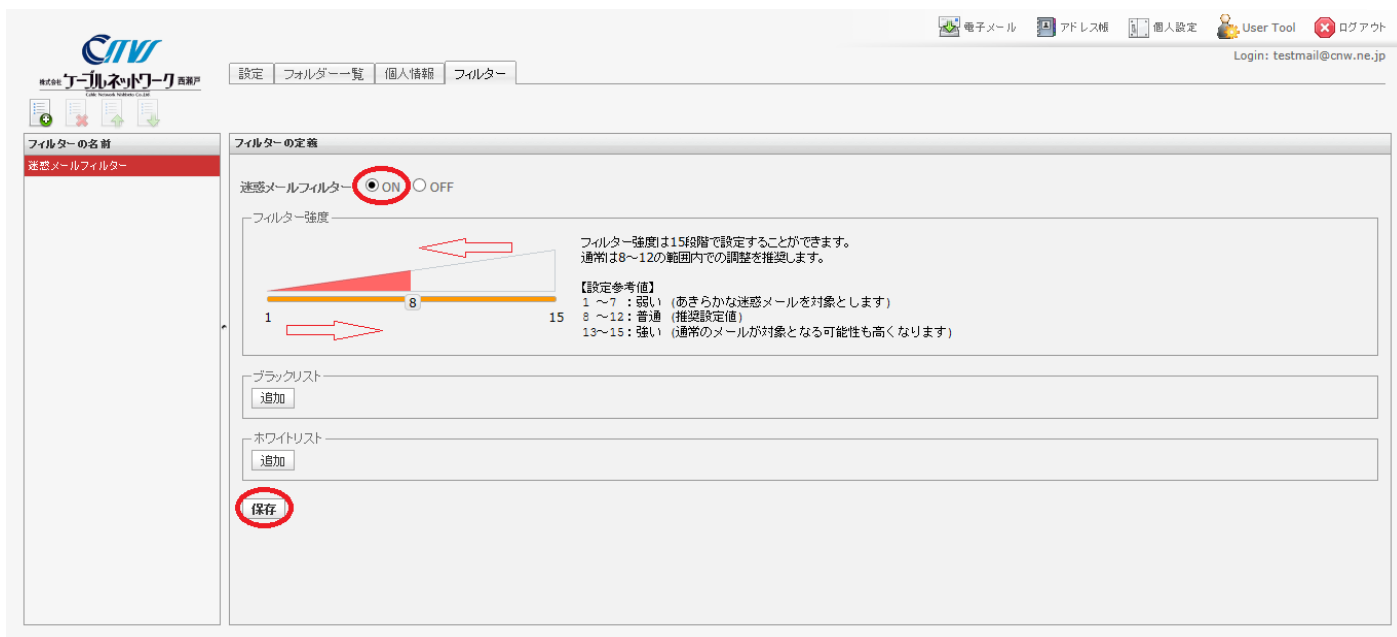 電子メール アドレス帳 個人設定 User Tool ログアウト
Login: testmail@cnw.ne.jp
CNW
株式会社 ケーブルネットワーク 西瀬戸
設定 フォルダー一覧 個人情報 フィルター
フィルターの名前
迷惑メールフィルター
フィルターの定義
迷惑メールフィルター ON OFF
フィルター強度
8
1
15
フィルター強度は15段階で設定することができます。
通常は8～12の範囲内での調整を推奨します。
【設定参考値】
1 ～7 ：弱い (あきらかな迷惑メールを対象とします)
8 ～12：普通 (推奨設定値)
13～15：強い (通常のメールが対象となる可能性も高くなります)
ブラックリスト
追加
ホワイトリスト
追加
保存